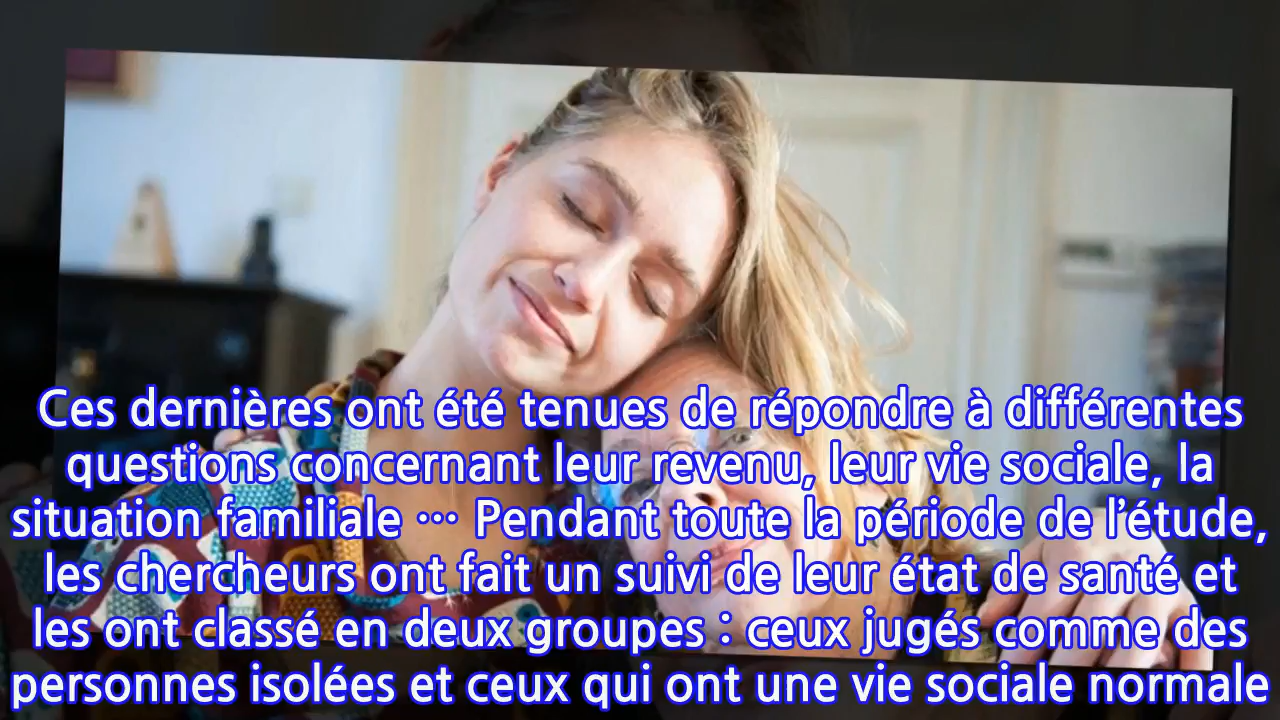 Ces dernières ont été tenues de répondre à différentes
questions concernant leur revenu, leur vie sociale, la
situation familiale ··· Pendant toute la période de l’étude,
les chercheurs ont fait un suivi de leur état de santé et
les ont classé en deux groupes : ceux jugés comme des
personnes isolées et ceux qui ont une vie sociale normale